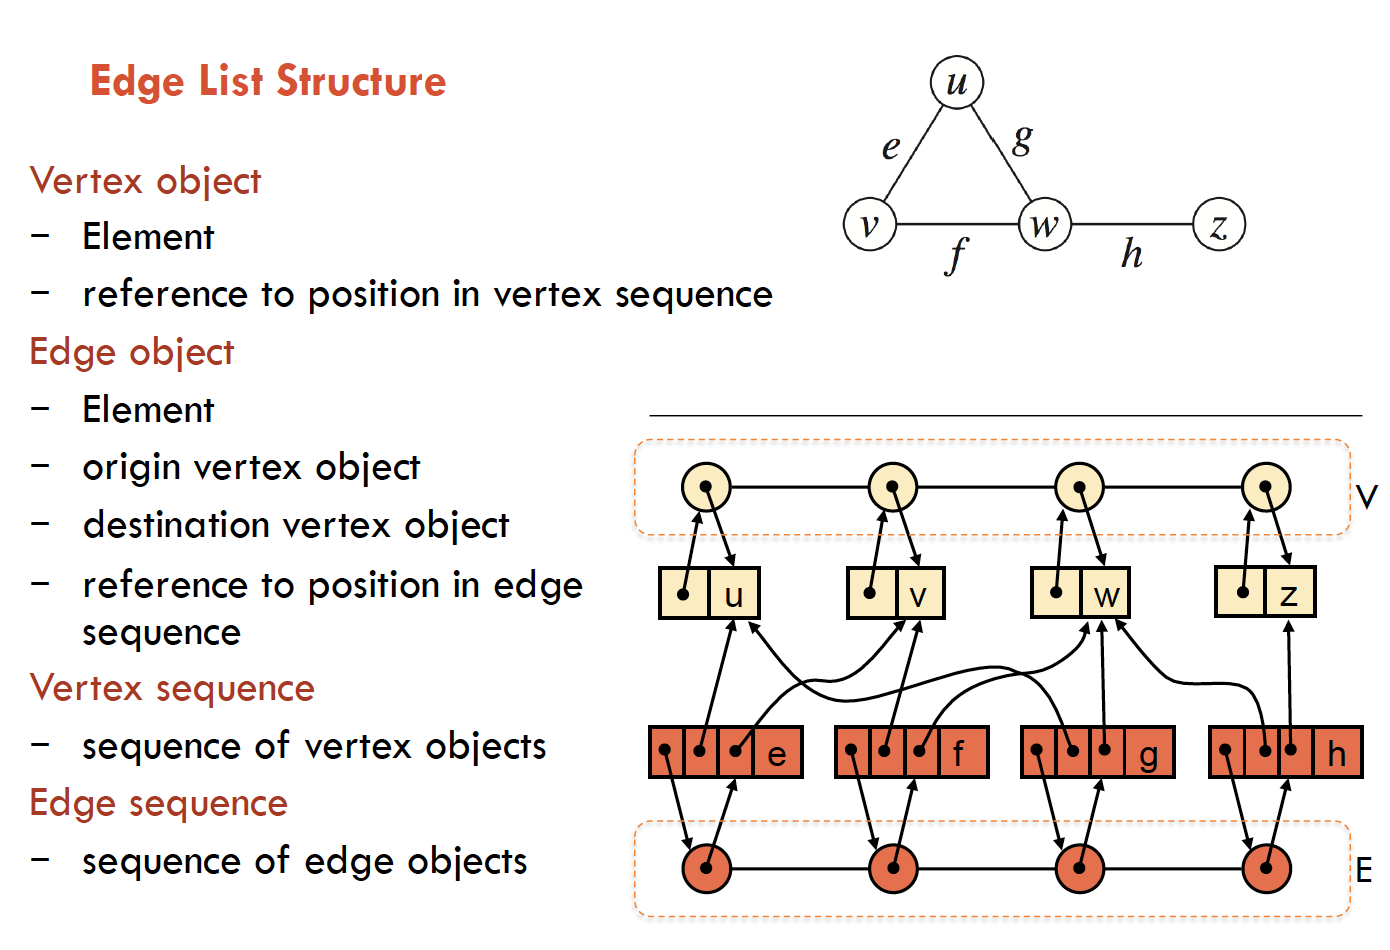 Edge List Structure
Vertex object
– Element
– reference to position in vertex sequence
Edge object
– Element
– origin vertex object
– destination vertex object
– reference to position in edge
sequence
Vertex sequence
– sequence of vertex objects
Edge sequence
– sequence of edge objects
u
e g
v w z
f h
V
u v w z
e f g h
E